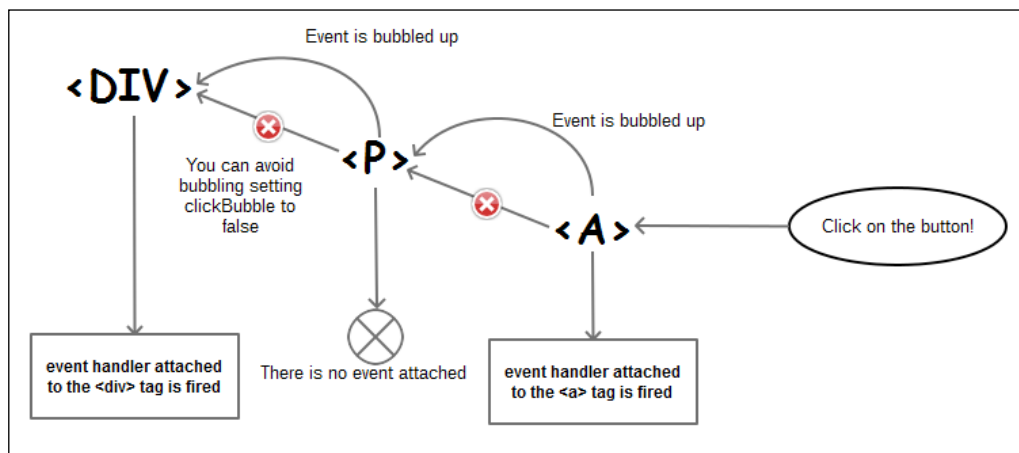 Event is bubbled up
<DIV>
Event is bubbled up
You can avoid
bubbling setting
clickBubble to
false
<P>
<A>
Click on the button!
event handler attached
to the <div> tag is fired
There is no event attached
event handler attached
to the <a> tag is fired